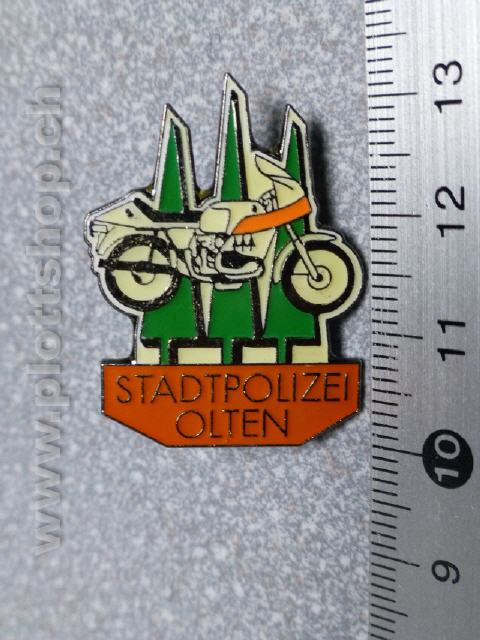 www.plottshop.ch
STADTPOLIZEI
OLTEN
13
12
11
10
9